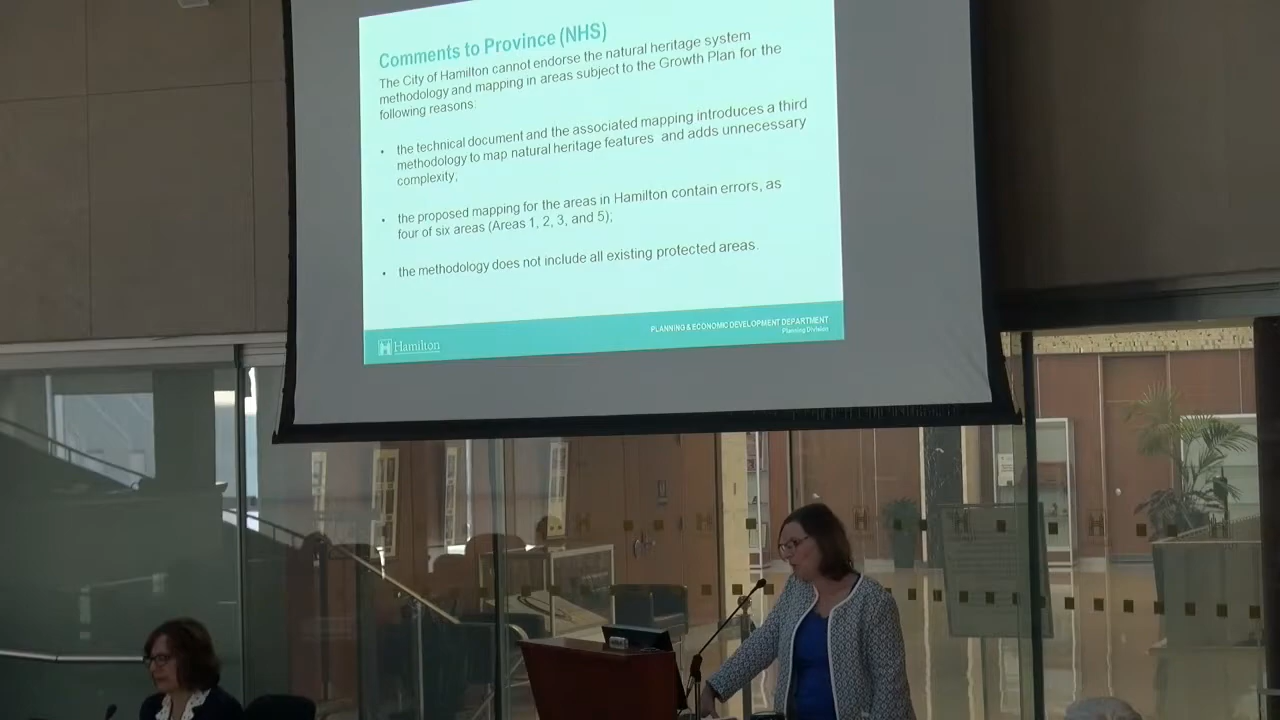 Comments to Province (NHS)
The City of Hamilton cannot endorse the natural heritage system
methodology and mapping in areas subject to the Growth Plan for the
following reasons
• the technical document and the associated mapping introduces a third
methodology to map natural heritage features and adds unnecessary
complexity;
• the proposed mapping for the areas in Hamilton contain errors, as
four of six areas (Areas 1, 2, 3, and 5);
• the methodology does not include all existing protected areas.
PLANNING & ECONOMIC DEVELOPMENT DEPARTMENT
Planning Division
Hamilton